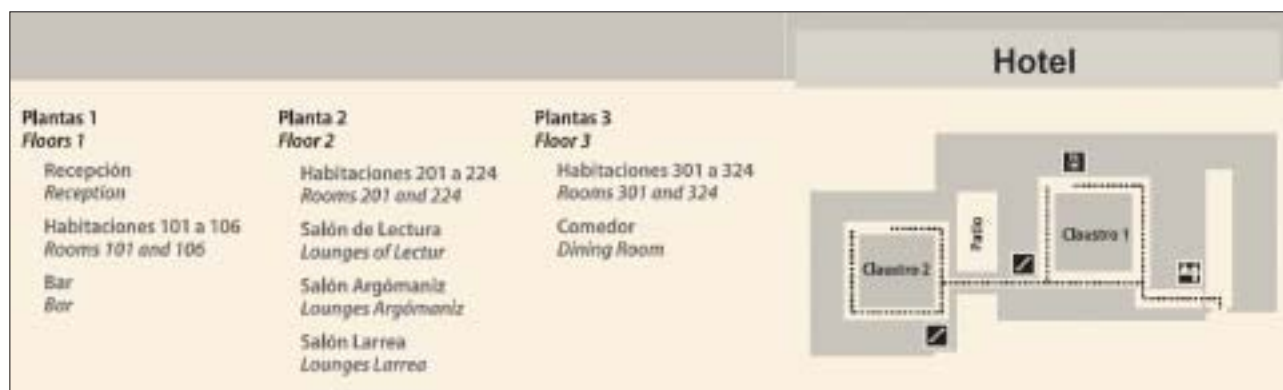 Hotel
Plantas 1
Floors 1
Recepción
Reception
Habitaciones 101 a 106
Rooms 101 and 106
Bar
Bar
Planta 2
Floor 2
Habitaciones 201 a 224
Rooms 201 and 224
Salón de Lectura
Lounges of Lectur
Salón Argómaniz
Lounges Argómaniz
Salón Larrea
Lounges Larrea
Plantas 3
Floor 3
Habitaciones 301 a 324
Rooms 301 and 324
Comedor
Dining Room
Patio
Claustro 1
Claustro 2